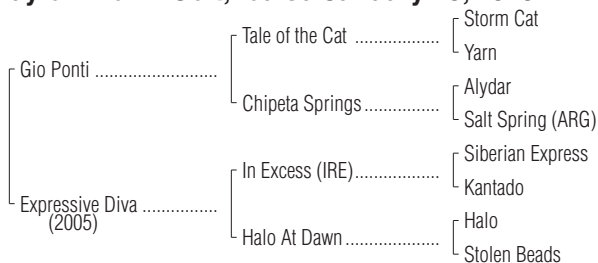 Storm Cat
Tale of the Cat ..................
Yarn
Gio Ponti ..........................
Alydar
Chipeta Springs................
Salt Spring (ARG)
Siberian Express
In Excess (IRE)..................
Kantado
Expressive Diva ................
(2005)
Halo
Halo At Dawn....................
Stolen Beads